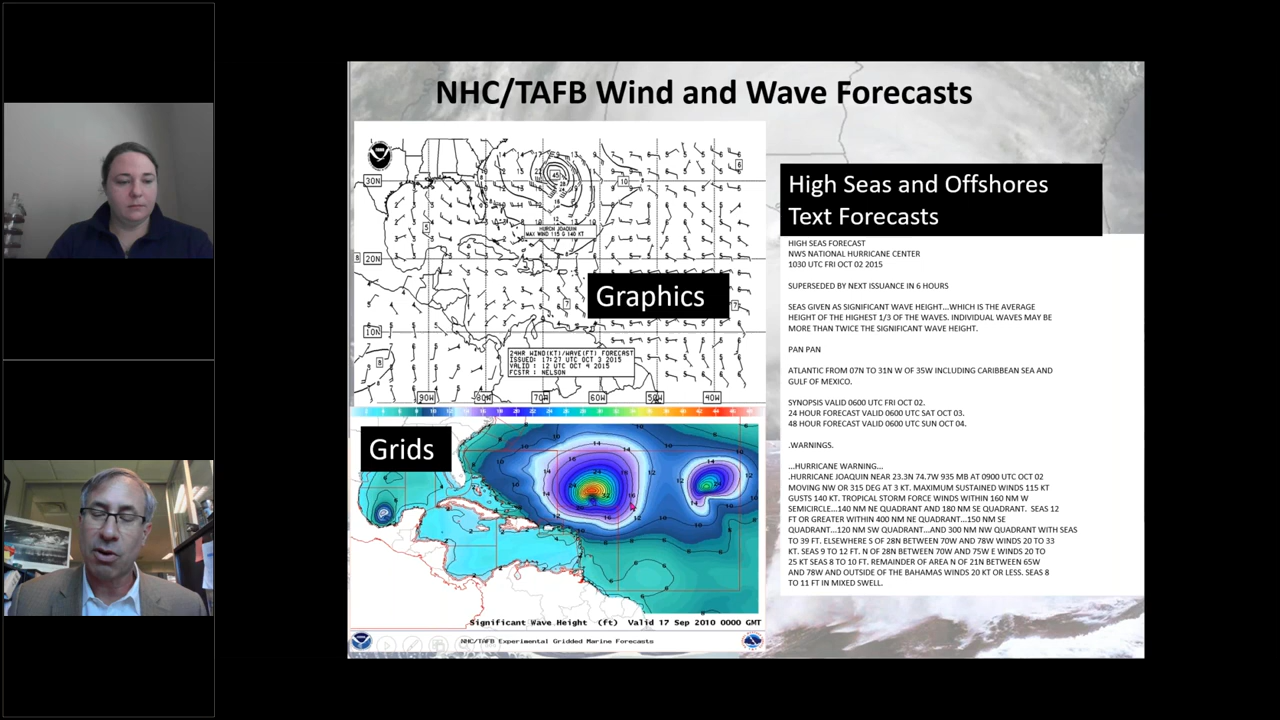 NHC/TAFB Wind and Wave Forecasts
30N
20N
10N
HURCN JOAQUIN
MAX WIND 115 G 140 KT
Graphics
24HR WIND(KT)/WAVE(FT) FORECAST
ISSUED: 17:27 UTC OCT 3 2015
VALID : 12 UTC OCT 4 2015
FCSTR : NELSON
90W 80W 70W 60W 50W 40W
Grids
Significant Wave Height (ft) Valid 17 Sep 2010 0000 GMT
NHC/TAFB Experimental Gridded Marine Forecasts
High Seas and Offshores
Text Forecasts
HIGH SEAS FORECAST
NWS NATIONAL HURRICANE CENTER
1030 UTC FRI OCT 02 2015
SUPERSEDED BY NEXT ISSUANCE IN 6 HOURS
SEAS GIVEN AS SIGNIFICANT WAVE HEIGHT...WHICH IS THE AVERAGE
HEIGHT OF THE HIGHEST 1/3 OF THE WAVES. INDIVIDUAL WAVES MAY BE
MORE THAN TWICE THE SIGNIFICANT WAVE HEIGHT.
PAN PAN
ATLANTIC FROM 07N TO 31N W OF 35W INCLUDING CARIBBEAN SEA AND
GULF OF MEXICO.
SYNOPSIS VALID 0600 UTC FRI OCT 02.
24 HOUR FORECAST VALID 0600 UTC SAT OCT 03.
48 HOUR FORECAST VALID 0600 UTC SUN OCT 04.
.WARNINGS.
...HURRICANE WARNING...
.HURRICANE JOAQUIN NEAR 23.3N 74.7W 935 MB AT 0900 UTC OCT 02
MOVING NW OR 315 DEG AT 3 KT. MAXIMUM SUSTAINED WINDS 115 KT
GUSTS 140 KT. TROPICAL STORM FORCE WINDS WITHIN 160 NM W
SEMICIRCLE...140 NM NE QUADRANT AND 180 NM SE QUADRANT. SEAS 12
FT OR GREATER WITHIN 400 NM NE QUADRANT...150 NM SE
QUADRANT...120 NM SW QUADRANT...AND 300 NM NW QUADRANT WITH SEAS
TO 39 FT. ELSEWHERE S OF 28N BETWEEN 70W AND 78W WINDS 20 TO 33
KT. SEAS 9 TO 12 FT. N OF 28N BETWEEN 70W AND 75W E WINDS 20 TO
25 KT SEAS 8 TO 10 FT. REMAINDER OF AREA N OF 21N BETWEEN 65W
AND 78W AND OUTSIDE OF THE BAHAMAS WINDS 20 KT OR LESS. SEAS 8
TO 11 FT IN MIXED SWELL.